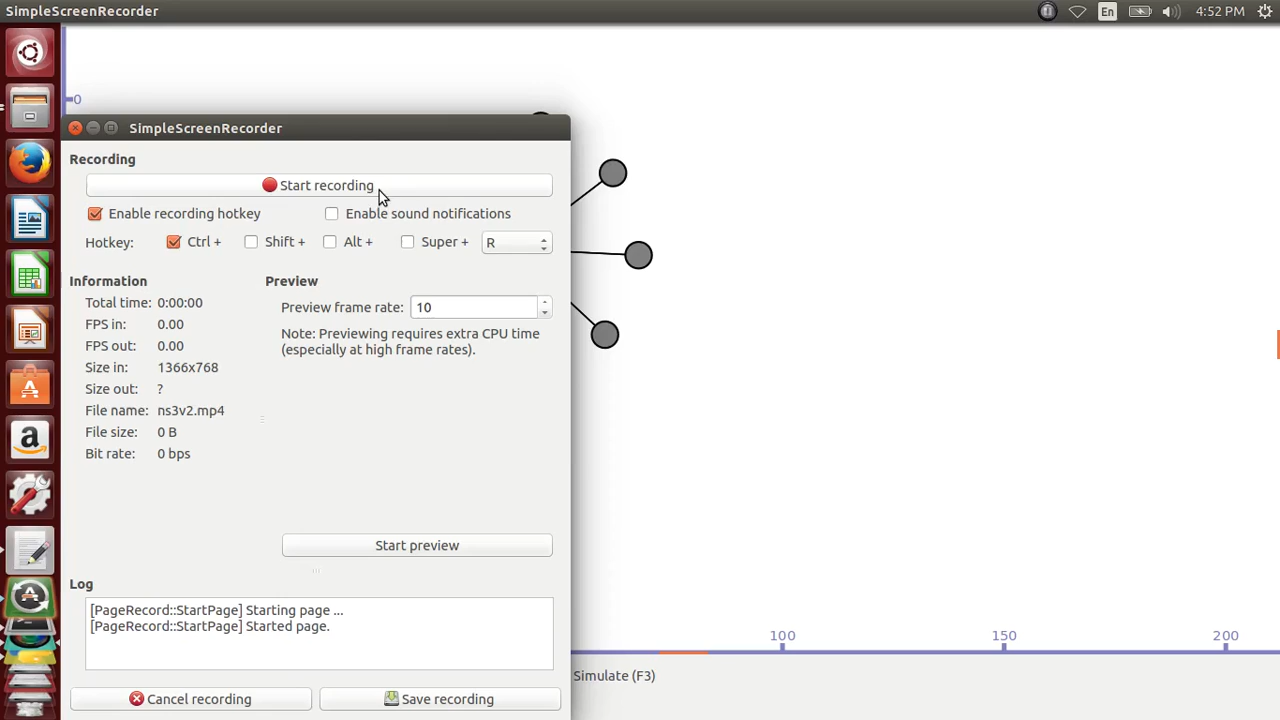 SimpleScreenRecorder
En
4:52 PM
0
SimpleScreenRecorder
Recording
Start recording
Enable recording hotkey
Enable sound notifications
Hotkey: Ctrl + Shift + Alt + Super + R
Information
Total time: 0:00:00
FPS in: 0.00
FPS out: 0.00
Size in: 1366x768
Size out: ?
File name: ns3v2.mp4
File size: 0 B
Bit rate: 0 bps
Preview
Preview frame rate: 10
Note: Previewing requires extra CPU time
(especially at high frame rates).
Start preview
Log
[PageRecord::StartPage] Starting page ...
[PageRecord::StartPage] Started page.
Cancel recording
Save recording
100
150
200
Simulate (F3)